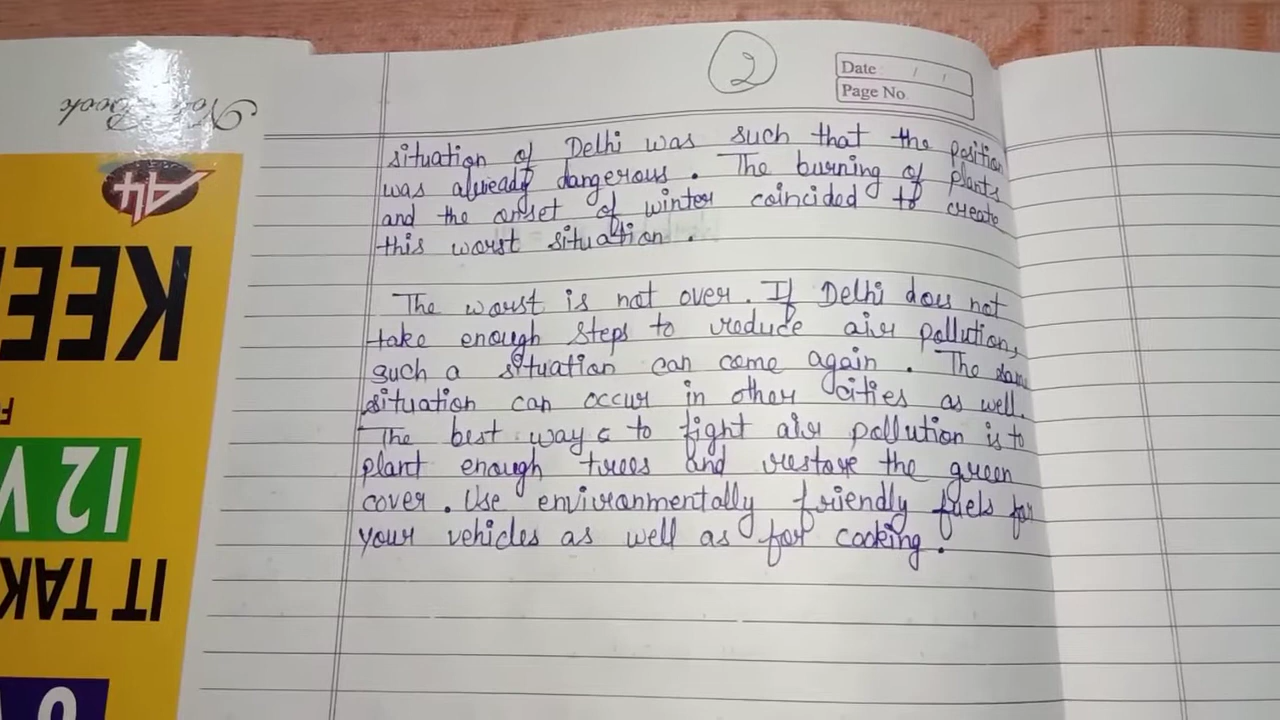 2
Date / /
Page No
situation of Delhi was such that the position
was already dangerous. The burning of plants
and the onset of winter coincided to create
this worst situation.
The worst is not over. If Delhi does not
take enough steps to reduce air pollution,
such a situation can come again. The same
situation can occur in other cities as well.
The best way to fight air pollution is to
plant enough trees and restore the green
cover. Use environmentally friendly fuels for
your vehicles as well as for cooking.
Note Book
A4
KEE
F
12 V
IT TAK